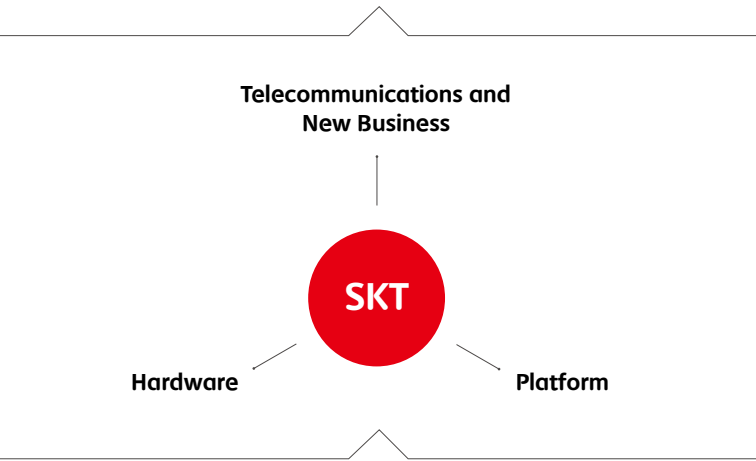 Telecommunications and
New Business
SKT
Hardware
Platform